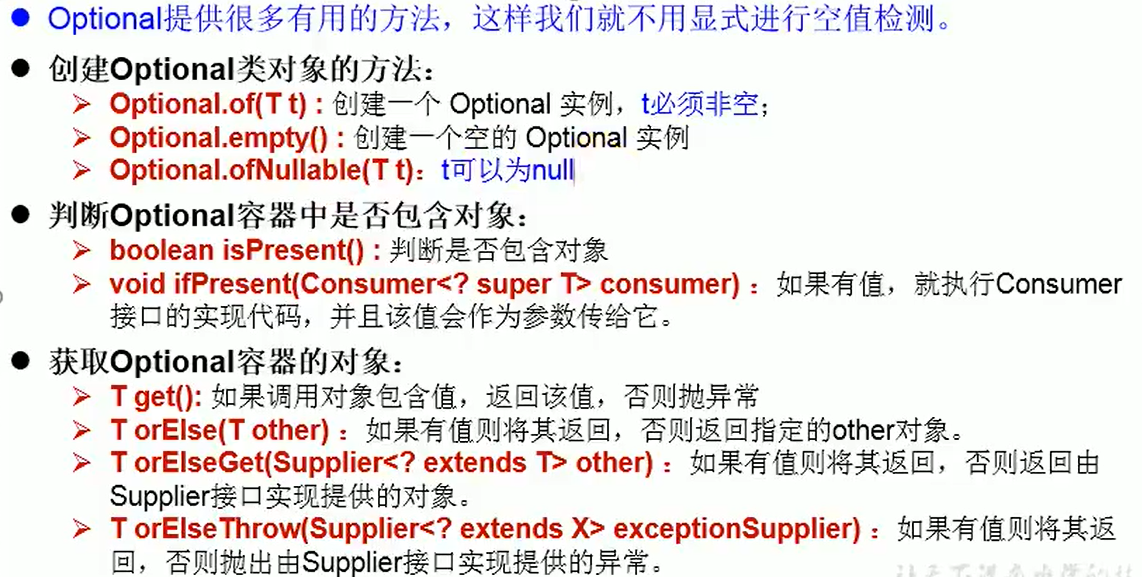 ● Optional提供很多有用的方法，这样我们就不用显式进行空值检测。
● 创建Optional类对象的方法：
➢ Optional.of(T t) : 创建一个 Optional 实例，t必须非空；
➢ Optional.empty() : 创建一个空的 Optional 实例
➢ Optional.ofNullable(T t)：t可以为null
● 判断Optional容器中是否包含对象：
➢ boolean isPresent() : 判断是否包含对象
➢ void ifPresent(Consumer<? super T> consumer) ：如果有值，就执行Consumer
接口的实现代码，并且该值会作为参数传给它。
● 获取Optional容器的对象：
➢ T get(): 如果调用对象包含值，返回该值，否则抛异常
➢ T orElse(T other) ：如果有值则将其返回，否则返回指定的other对象。
➢ T orElseGet(Supplier<? extends T> other) ：如果有值则将其返回，否则返回由
Supplier接口实现提供的对象。
➢ T orElseThrow(Supplier<? extends X> exceptionSupplier) ：如果有值则将其返
回，否则抛出由Supplier接口实现提供的异常。